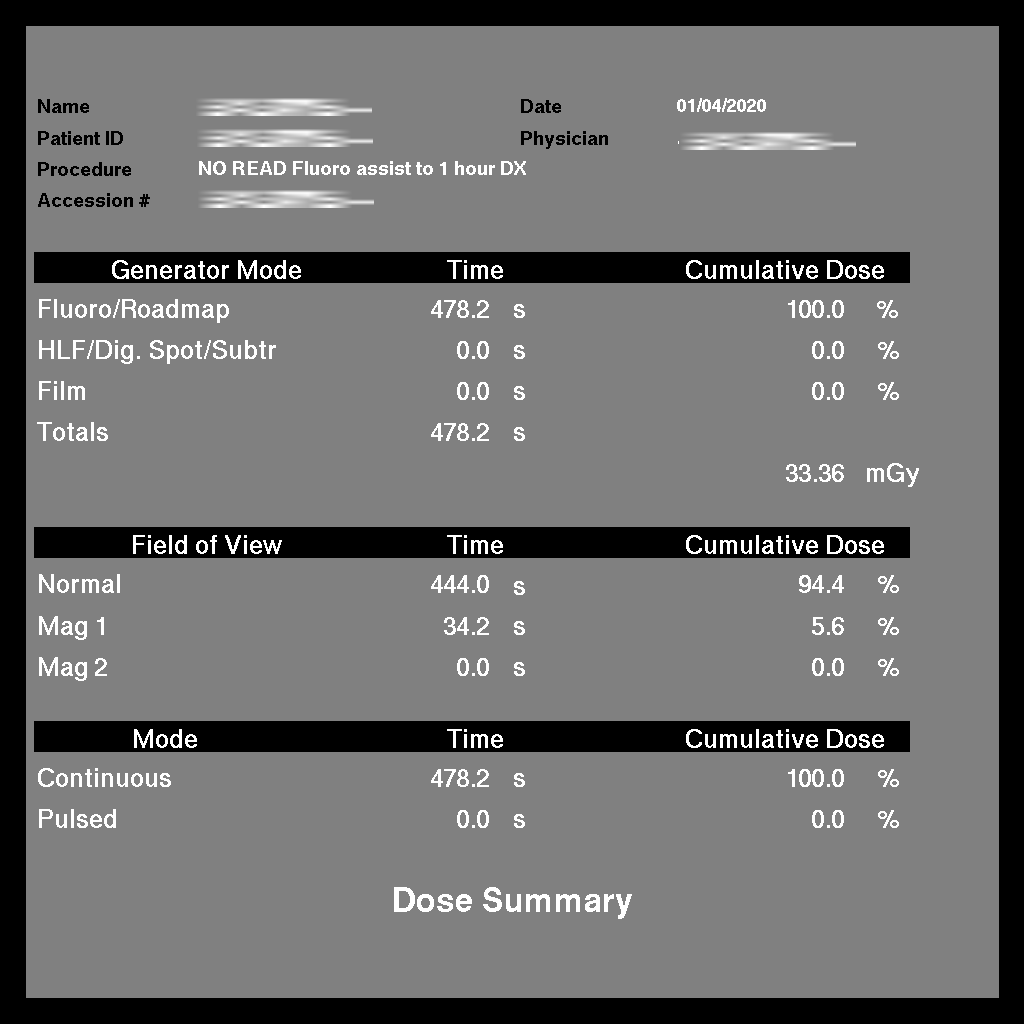 Name Date 01/04/2020
Patient ID Physician
Procedure NO READ Fluoro assist to 1 hour DX
Accession #
Generator Mode Time Cumulative Dose
Fluoro/Roadmap 478.2 s 100.0 %
HLF/Dig. Spot/Subtr 0.0 s 0.0 %
Film 0.0 s 0.0 %
Totals 478.2 s
33.36 mGy
Field of View Time Cumulative Dose
Normal 444.0 s 94.4 %
Mag 1 34.2 s 5.6 %
Mag 2 0.0 s 0.0 %
Mode Time Cumulative Dose
Continuous 478.2 s 100.0 %
Pulsed 0.0 s 0.0 %
Dose Summary